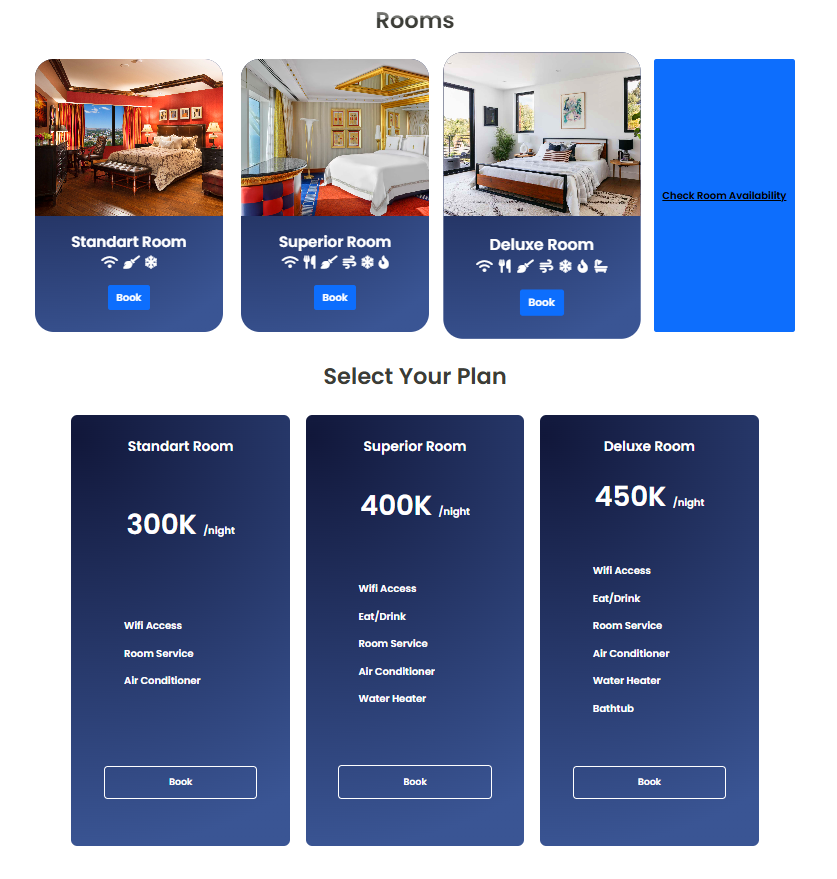 Rooms
Standart Room
Superior Room
Deluxe Room
Book
Book
Book
Check Room Availability
Select Your Plan
Standart Room
300K /night
Wifi Access
Room Service
Air Conditioner
Book
Superior Room
400K /night
Wifi Access
Eat/Drink
Room Service
Air Conditioner
Water Heater
Book
Deluxe Room
450K /night
Wifi Access
Eat/Drink
Room Service
Air Conditioner
Water Heater
Bathtub
Book